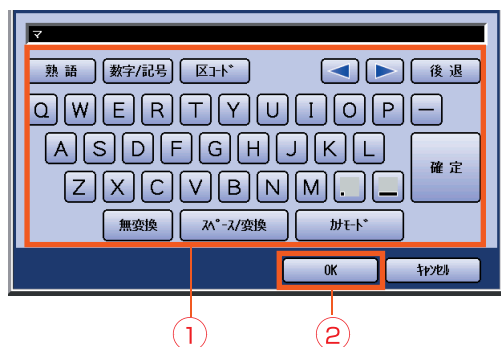 マ
熟語 数字/記号 区ｺｰﾄﾞ ◀ ▶ 後退
Q W E R T Y U I O P ー
A S D F G H J K L 確定
Z X C V B N M . _
無変換 ｽﾍﾟｰｽ/変換 ｶﾅﾓｰﾄﾞ
OK ｷｬﾝｾﾙ
① ②